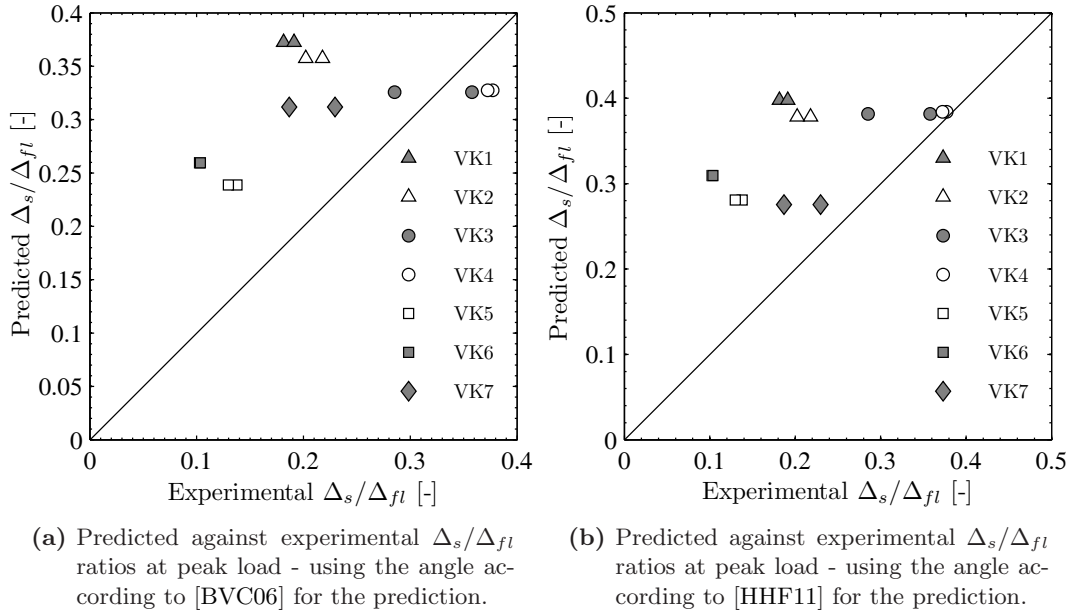 0.4
0.35
0.3
0.25
0.2
0.15
0.1
0.05
0
Predicted Δs/Δfl [-]
VK1
VK2
VK3
VK4
VK5
VK6
VK7
0 0.1 0.2 0.3 0.4
Experimental Δs/Δfl [-]
(a) Predicted against experimental Δs/Δfl
ratios at peak load - using the angle ac-
cording to [BVC06] for the prediction.
0.5
0.4
0.3
0.2
0.1
0
Predicted Δs/Δfl [-]
VK1
VK2
VK3
VK4
VK5
VK6
VK7
0 0.1 0.2 0.3 0.4 0.5
Experimental Δs/Δfl [-]
(b) Predicted against experimental Δs/Δfl
ratios at peak load - using the angle ac-
cording to [HHF11] for the prediction.